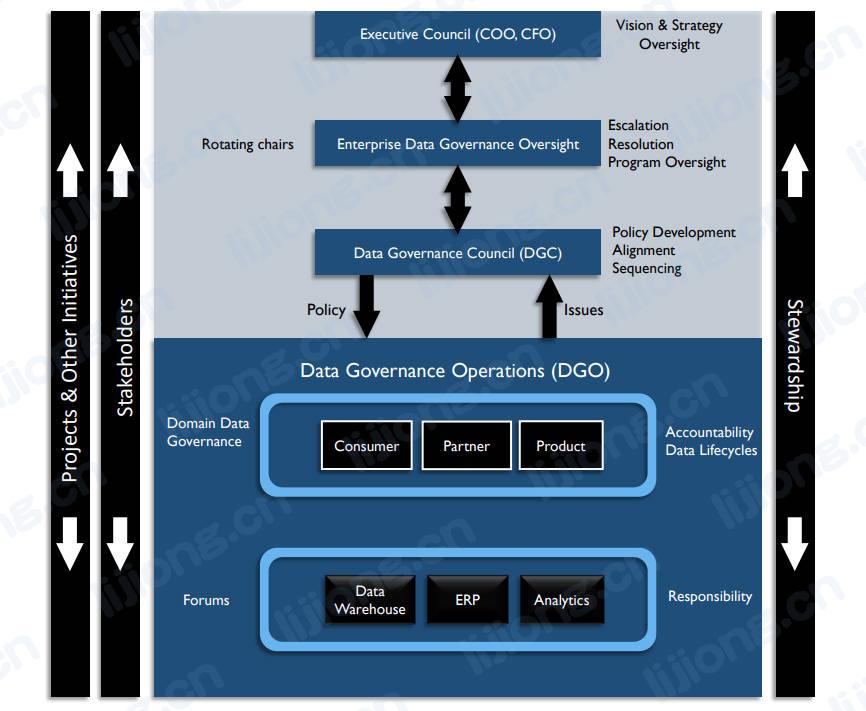 Executive Council (COO, CFO)
Vision & Strategy
Oversight
Rotating chairs
Enterprise Data Governance Oversight
Escalation
Resolution
Program Oversight
Data Governance Council (DGC)
Policy Development
Alignment
Sequencing
Policy
Issues
Projects & Other Initiatives
Stakeholders
Stewardship
Data Governance Operations (DGO)
Domain Data
Governance
Consumer
Partner
Product
Accountability
Data Lifecycles
Forums
Data
Warehouse
ERP
Analytics
Responsibility
lijiong.cn